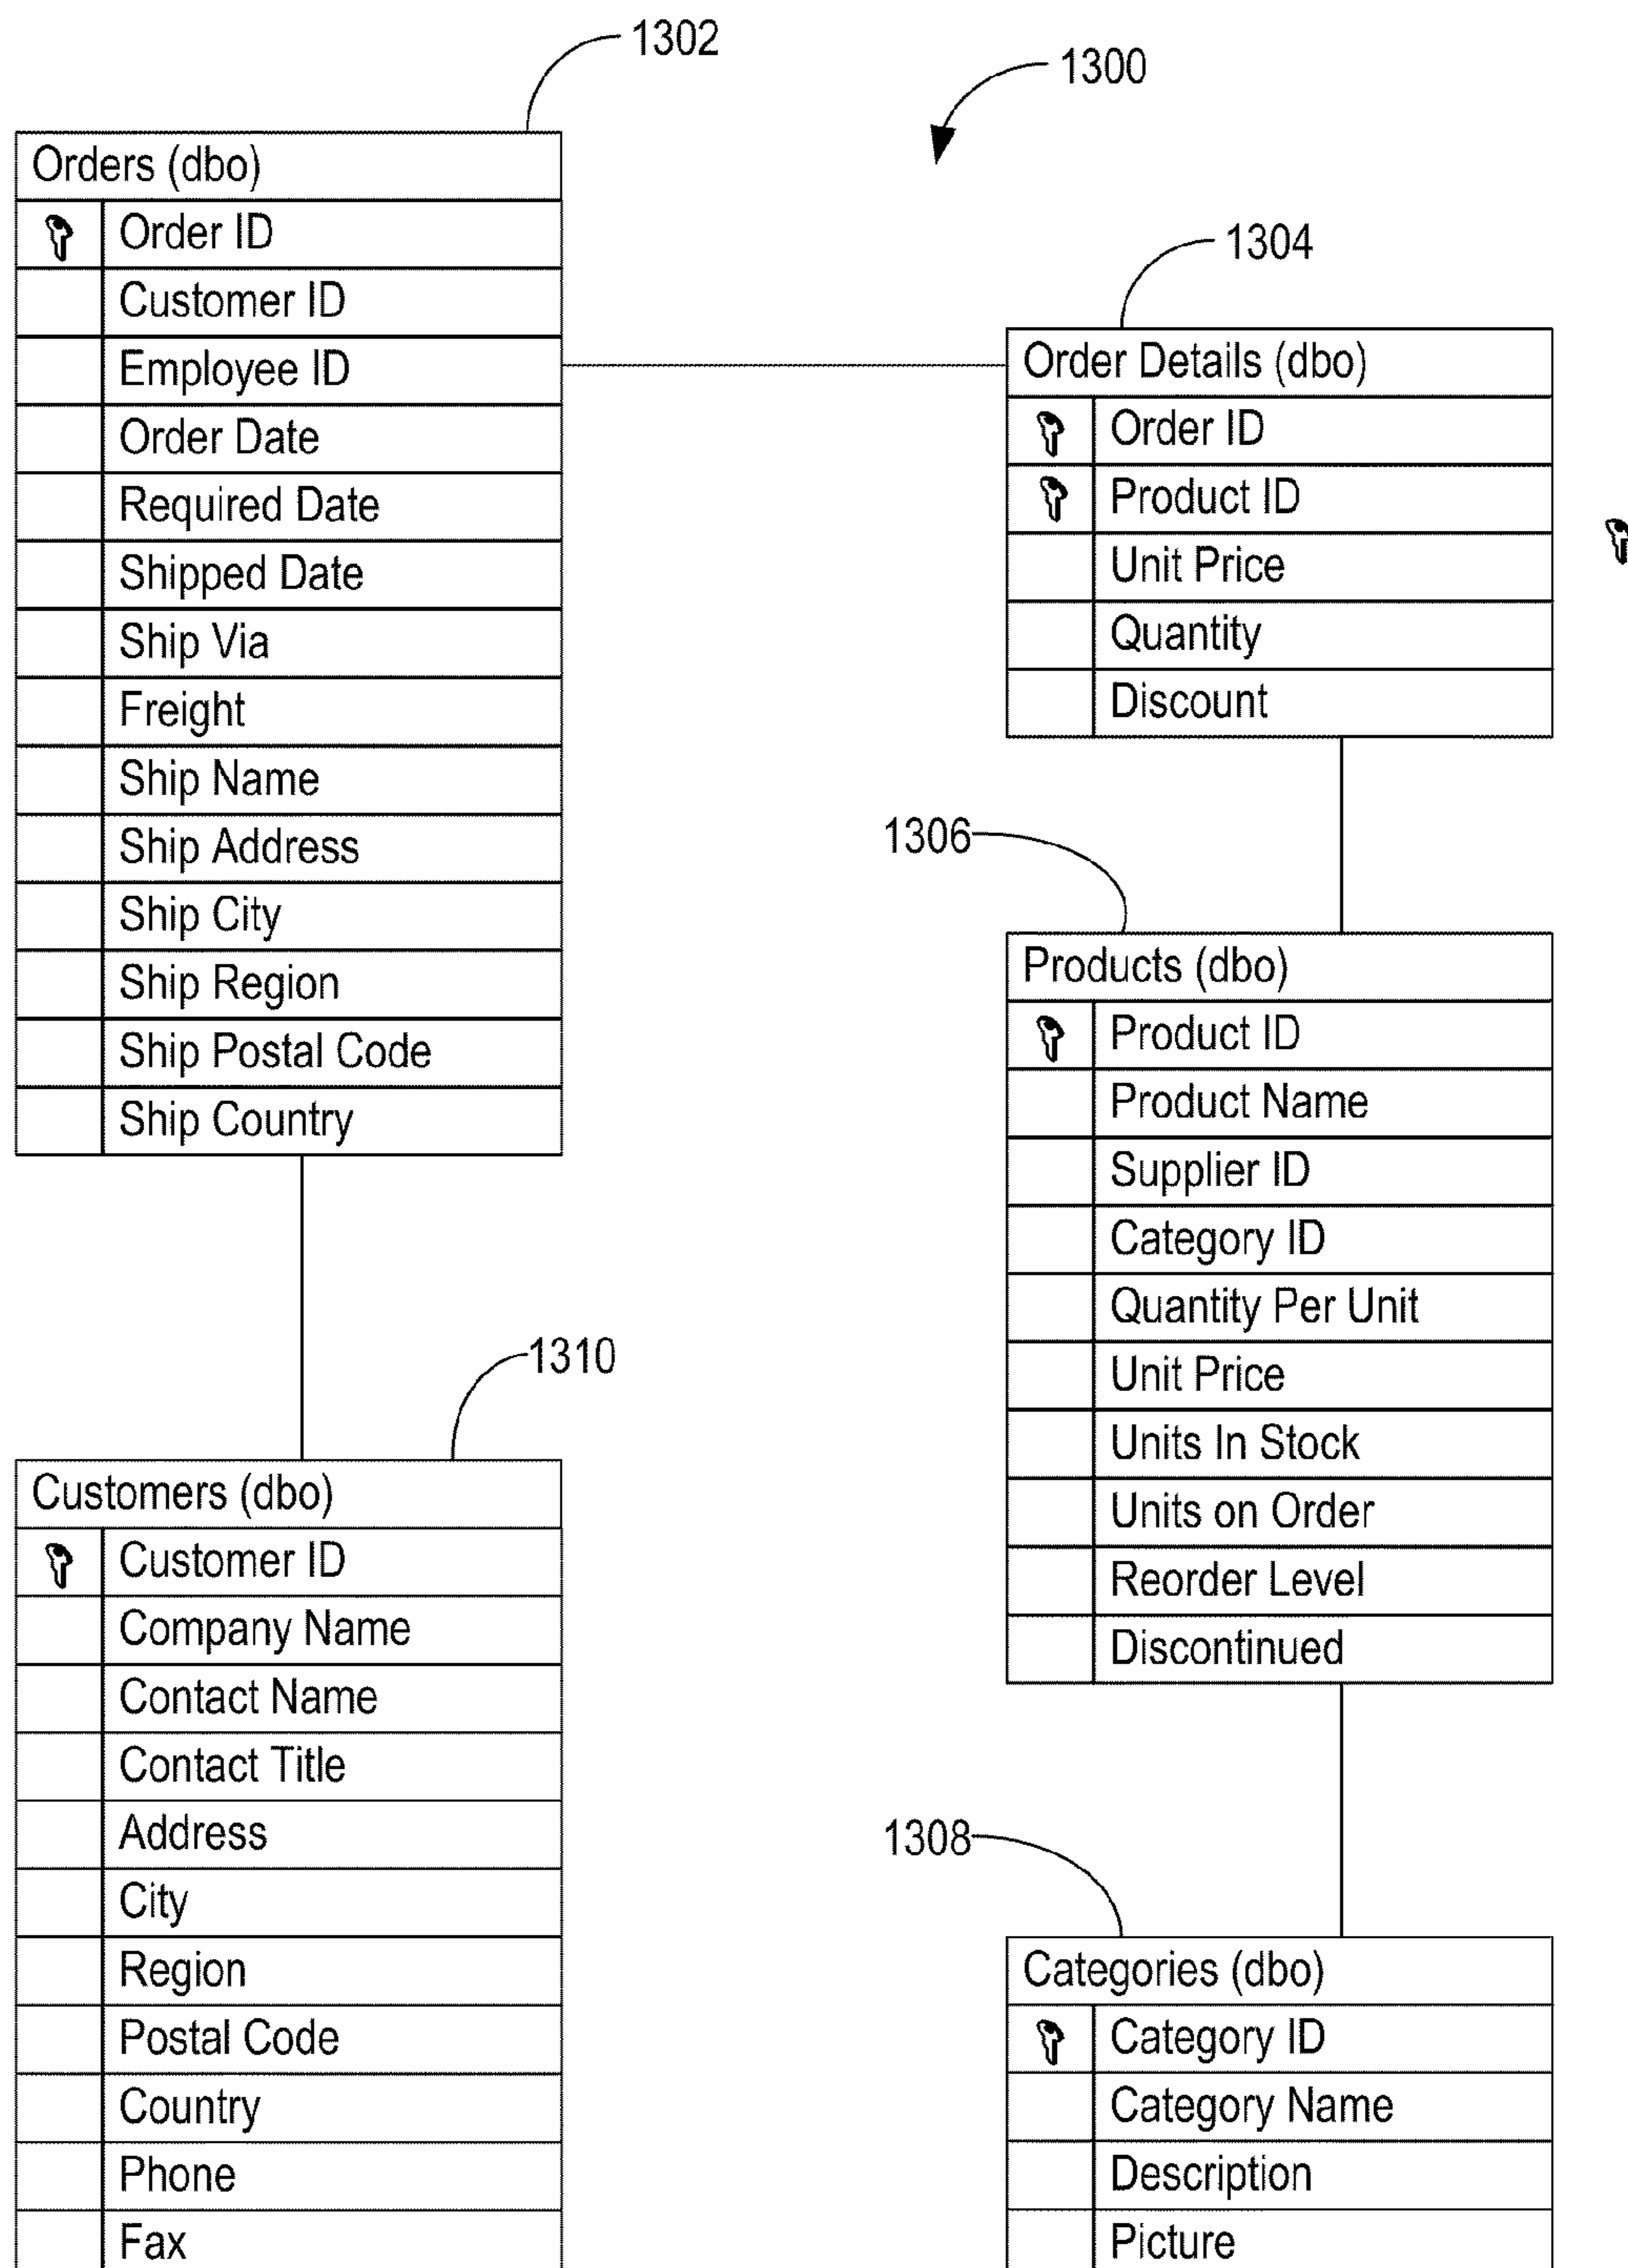 1302
1300
Orders (dbo)
Order ID
Customer ID
Employee ID
Order Date
Required Date
Shipped Date
Ship Via
Freight
Ship Name
Ship Address
Ship City
Ship Region
Ship Postal Code
Ship Country
1304
Order Details (dbo)
Order ID
Product ID
Unit Price
Quantity
Discount
1306
Products (dbo)
Product ID
Product Name
Supplier ID
Category ID
Quantity Per Unit
Unit Price
Units In Stock
Units on Order
Reorder Level
Discontinued
1310
Customers (dbo)
Customer ID
Company Name
Contact Name
Contact Title
Address
City
Region
Postal Code
Country
Phone
Fax
1308
Categories (dbo)
Category ID
Category Name
Description
Picture